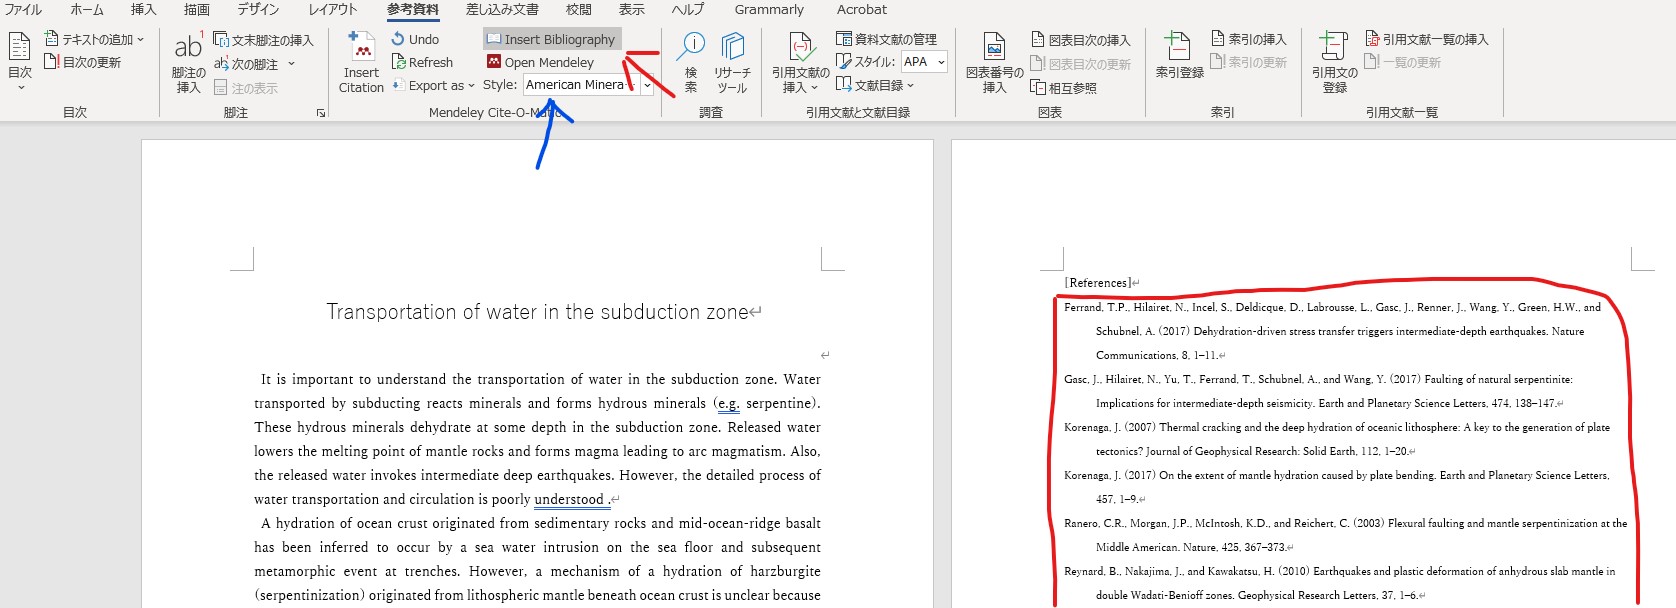 ファイル ホーム 挿入 描画 デザイン レイアウト 参考資料 差し込み文書 校閲 表示 ヘルプ Grammarly Acrobat
目次
テキストの追加
目次の更新
目次
ab1
脚注の
挿入
文末脚注の挿入
次の脚注
注の表示
脚注
Insert
Citation
Undo
Refresh
Export as
Insert Bibliography
Open Mendeley
Style: American Minera
Mendeley Cite-O-Matic
検
索
リサーチ
ツール
調査
引用文献の
挿入
資料文献の管理
スタイル: APA
文献目録
引用文献と文献目録
図表番号の
挿入
図表目次の挿入
図表目次の更新
相互参照
図表
索引登録
索引の挿入
索引の更新
索引
引用文の
登録
引用文献一覧の挿入
一覧の更新
引用文献一覧
Transportation of water in the subduction zone
It is important to understand the transportation of water in the subduction zone. Water
transported by subducting reacts minerals and forms hydrous minerals (e.g. serpentine).
These hydrous minerals dehydrate at some depth in the subduction zone. Released water
lowers the melting point of mantle rocks and forms magma leading to arc magmatism. Also,
the released water invokes intermediate deep earthquakes. However, the detailed process of
water transportation and circulation is poorly understood .
A hydration of ocean crust originated from sedimentary rocks and mid-ocean-ridge basalt
has been inferred to occur by a sea water intrusion on the sea floor and subsequent
metamorphic event at trenches. However, a mechanism of a hydration of harzburgite
(serpentinization) originated from lithospheric mantle beneath ocean crust is unclear because
[References]
Ferrand, T.P., Hilairet, N., Incel, S., Deldicque, D., Labrousse, L., Gasc, J., Renner, J., Wang, Y., Green, H.W., and
Schubnel, A. (2017) Dehydration-driven stress transfer triggers intermediate-depth earthquakes. Nature
Communications, 8, 1–11.
Gasc, J., Hilairet, N., Yu, T., Ferrand, T., Schubnel, A., and Wang, Y. (2017) Faulting of natural serpentinite:
Implications for intermediate-depth seismicity. Earth and Planetary Science Letters, 474, 138–147.
Korenaga, J. (2007) Thermal cracking and the deep hydration of oceanic lithosphere: A key to the generation of plate
tectonics? Journal of Geophysical Research: Solid Earth, 112, 1–20.
Korenaga, J. (2017) On the extent of mantle hydration caused by plate bending. Earth and Planetary Science Letters,
457, 1–9.
Ranero, C.R., Morgan, J.P., McIntosh, K.D., and Reichert, C. (2003) Flexural faulting and mantle serpentinization at the
Middle American. Nature, 425, 367–373.
Reynard, B., Nakajima, J., and Kawakatsu, H. (2010) Earthquakes and plastic deformation of anhydrous slab mantle in
double Wadati-Benioff zones. Geophysical Research Letters, 37, 1–6.